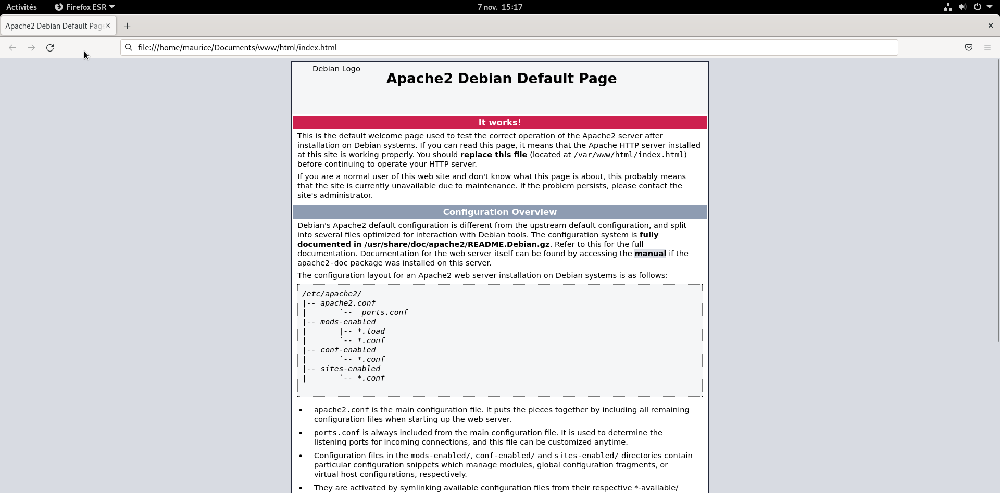 Activités
Firefox ESR
7 nov. 15:17
Apache2 Debian Default Pag
file:///home/maurice/Documents/www/html/index.html
Debian Logo
Apache2 Debian Default Page
It works!
This is the default welcome page used to test the correct operation of the Apache2 server after
installation on Debian systems. If you can read this page, it means that the Apache HTTP server installed
at this site is working properly. You should replace this file (located at /var/www/html/index.html)
before continuing to operate your HTTP server.
If you are a normal user of this web site and don't know what this page is about, this probably means
that the site is currently unavailable due to maintenance. If the problem persists, please contact the
site's administrator.
Configuration Overview
Debian's Apache2 default configuration is different from the upstream default configuration, and split
into several files optimized for interaction with Debian tools. The configuration system is fully
documented in /usr/share/doc/apache2/README.Debian.gz. Refer to this for the full
documentation. Documentation for the web server itself can be found by accessing the manual if the
apache2-doc package was installed on this server.
The configuration layout for an Apache2 web server installation on Debian systems is as follows:
/etc/apache2/
|-- apache2.conf
|       `--  ports.conf
|-- mods-enabled
|       |-- *.load
|       `-- *.conf
|-- conf-enabled
|       `-- *.conf
|-- sites-enabled
|       `-- *.conf
• apache2.conf is the main configuration file. It puts the pieces together by including all remaining
configuration files when starting up the web server.
• ports.conf is always included from the main configuration file. It is used to determine the
listening ports for incoming connections, and this file can be customized anytime.
• Configuration files in the mods-enabled/, conf-enabled/ and sites-enabled/ directories contain
particular configuration snippets which manage modules, global configuration fragments, or
virtual host configurations, respectively.
• They are activated by symlinking available configuration files from their respective *-available/